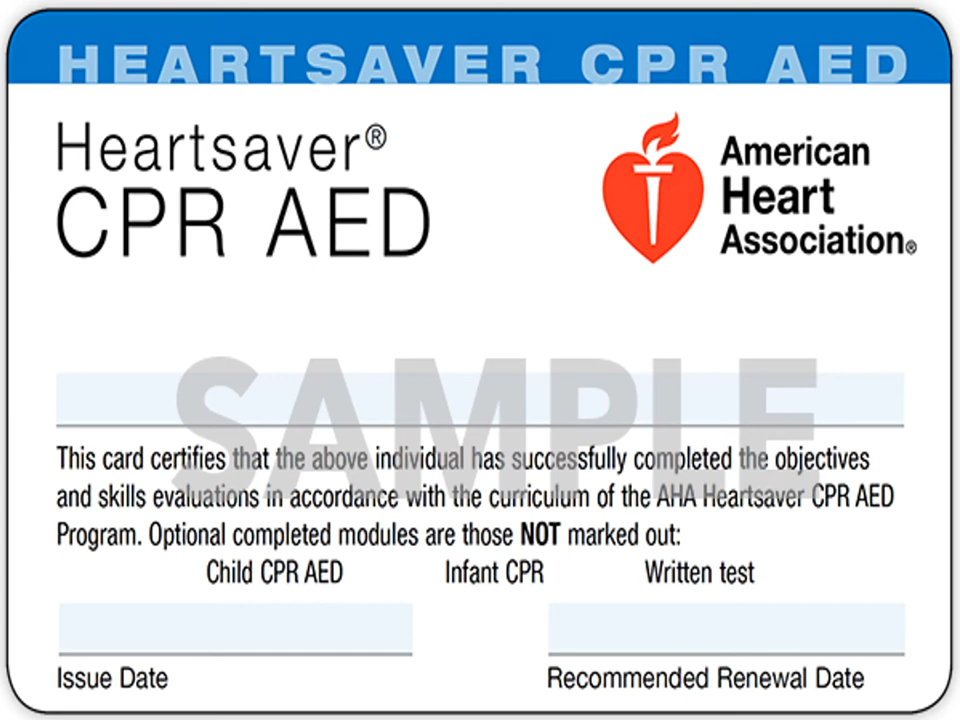 HEARTSAVER CPR AED
Heartsaver®
CPR AED
American
Heart
Association®
SAMPLE
This card certifies that the above individual has successfully completed the objectives
and skills evaluations in accordance with the curriculum of the AHA Heartsaver CPR AED
Program. Optional completed modules are those NOT marked out:
Child CPR AED Infant CPR Written test
Issue Date Recommended Renewal Date